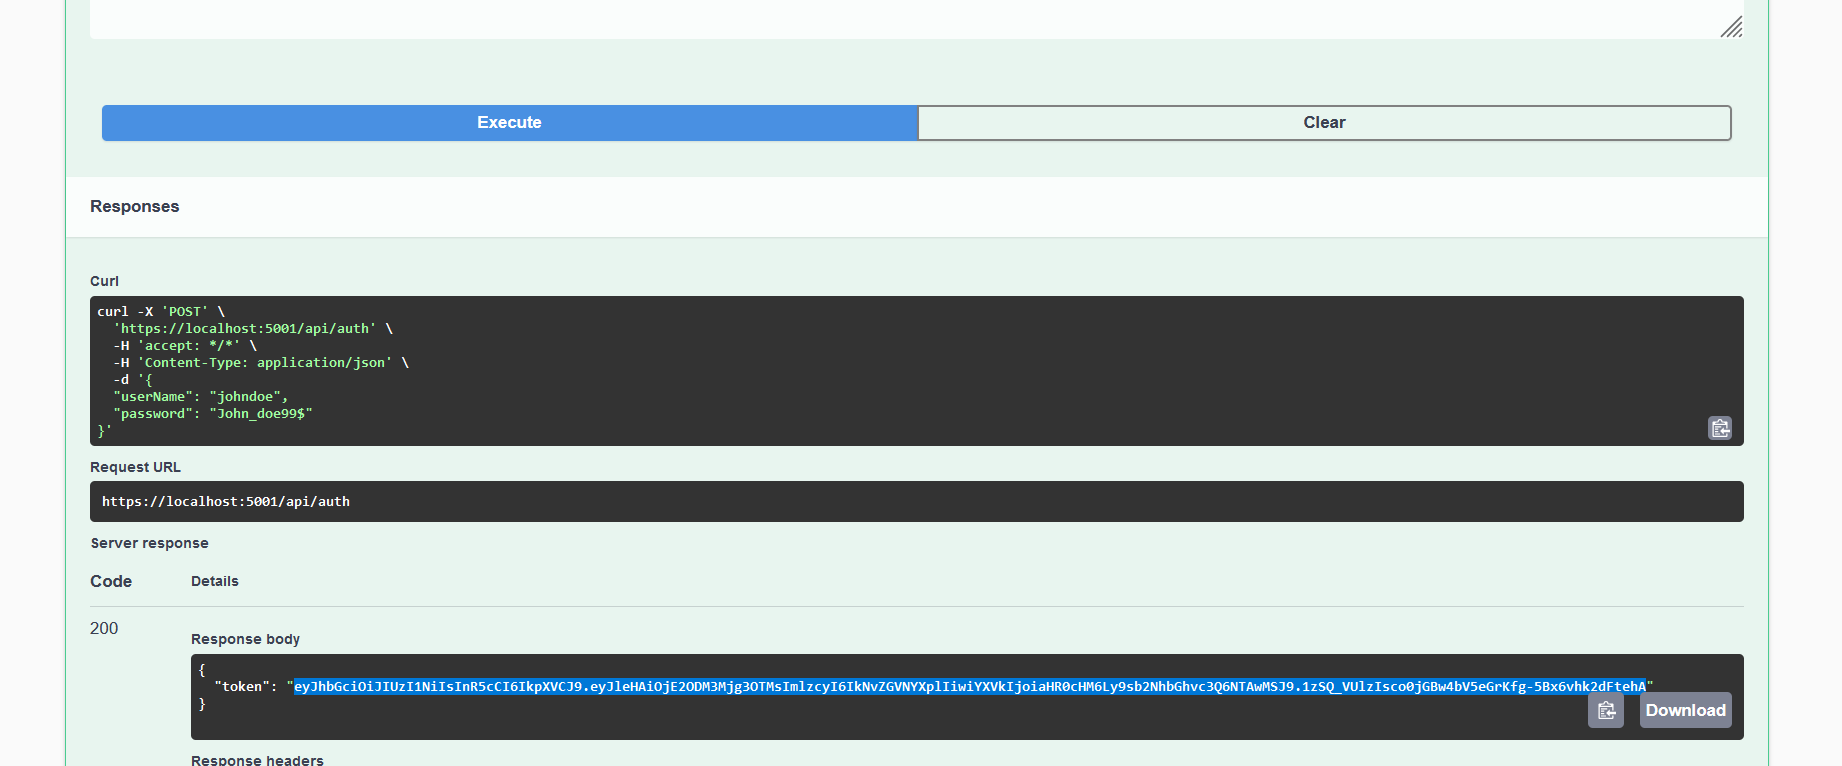 Execute
Clear
Responses
Curl
curl -X 'POST' \
'https://localhost:5001/api/auth' \
-H 'accept: */*' \
-H 'Content-Type: application/json' \
-d '{
"userName": "johndoe",
"password": "John_doe99$"
}'
Request URL
https://localhost:5001/api/auth
Server response
Code
Details
200
Response body
{
"token": "eyJhbGciOiJIUzI1NiIsInR5cCI6IkpXVCJ9.eyJleHAiOjE2ODM3Mjg3OTMsImlzcyI6IkNvZGVNYXplIiwiYXVkIjoiaHR0cHM6Ly9sb2NhbGhvc3Q6NTAwMSJ9.1zSQ_VUlzIsco0jGBw4bV5eGrKfg-5Bx6vhk2dFtehA"
}
Download
Response headers